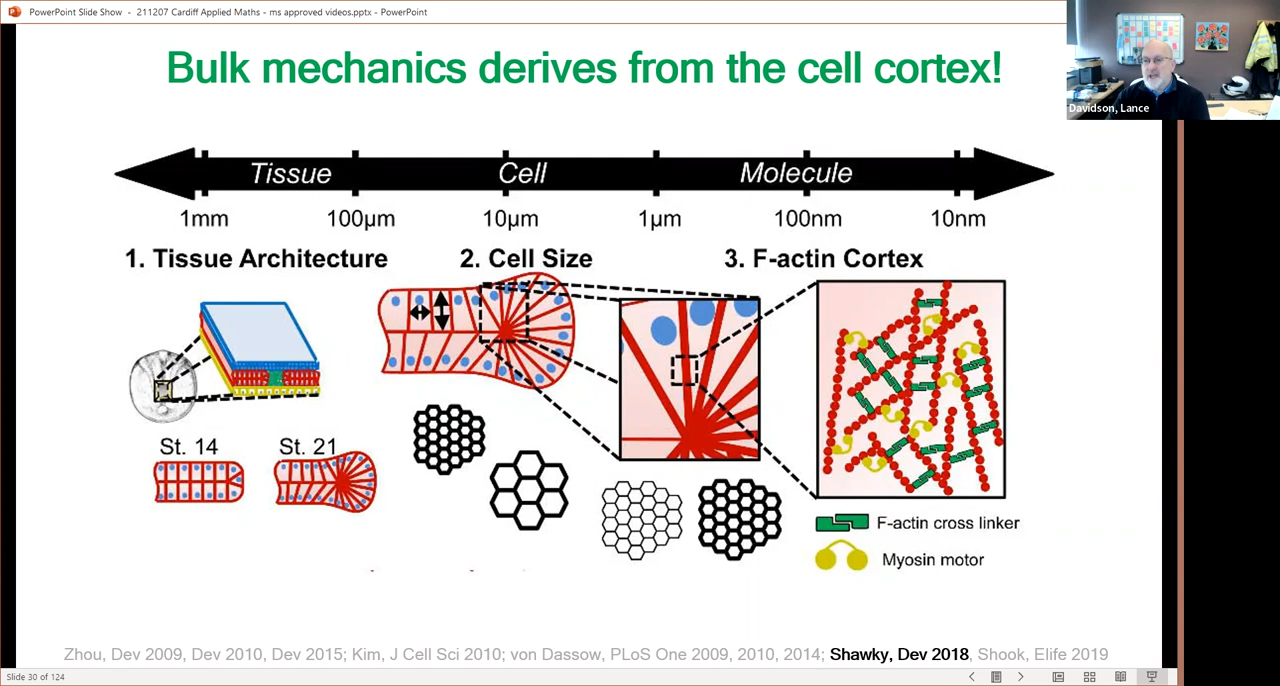 PowerPoint Slide Show - 211207 Cardiff Applied Maths - ms approved videos.pptx - PowerPoint
Bulk mechanics derives from the cell cortex!
Davidson, Lance
Tissue Cell Molecule
1mm 100µm 10µm 1µm 100nm 10nm
1. Tissue Architecture 2. Cell Size 3. F-actin Cortex
St. 14 St. 21
F-actin cross linker
Myosin motor
Zhou, Dev 2009, Dev 2010, Dev 2015; Kim, J Cell Sci 2010; von Dassow, PLoS One 2009, 2010, 2014; Shawky, Dev 2018, Shook, Elife 2019
Slide 30 of 124